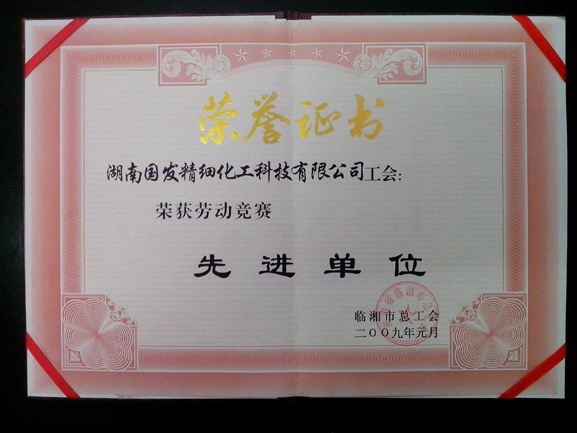 荣誉证书
湖南国发精细化工科技有限公司工会:
荣获劳动竞赛
先进单位
临湘市总工会
二〇〇九年元月